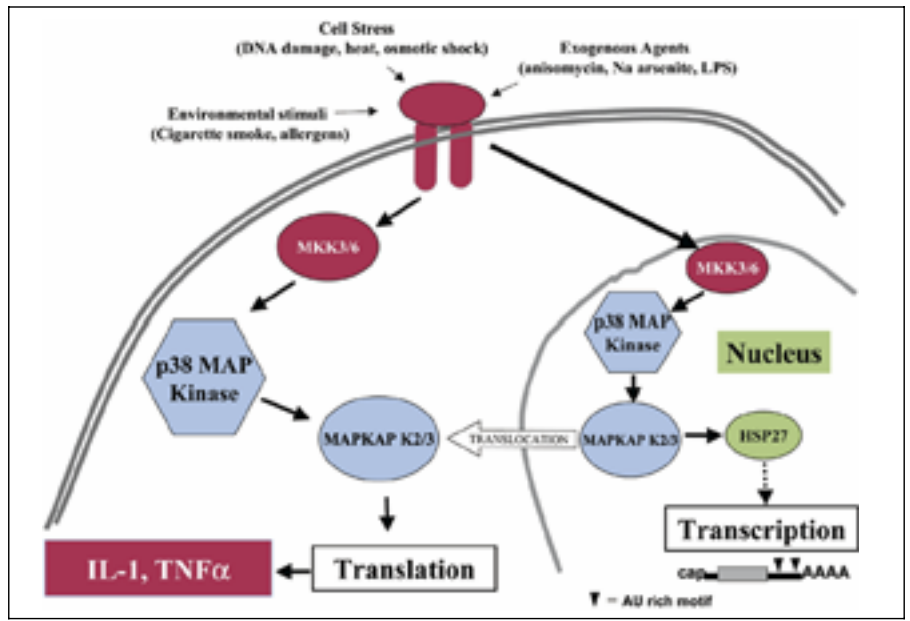 Cell Stress
(DNA damage, heat, osmotic shock)
Exogenous Agents
(anisomycin, Na arsenite, LPS)
Environmental stimuli
(Cigarette smoke, allergens)
MKK3/6
MKK3/6
p38 MAP
Kinase
Nucleus
p38 MAP
Kinase
MAPKAP K2/3
TRANSLOCATION
MAPKAP K2/3
HSP27
Transcription
IL-1, TNFα
Translation
cap
AAAA
= AU rich motif